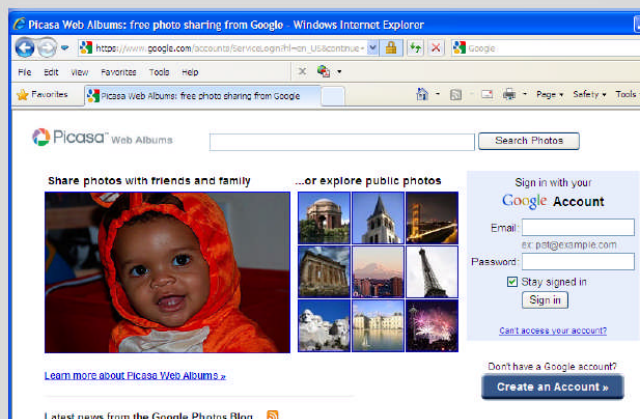 Picasa Web Albums: free photo sharing from Google - Windows Internet Explorer
https://www.google.com/accounts/ServiceLogin?hl=en_US&continue=
Google
File Edit View Favorites Tools Help
Favorites
Picasa Web Albums: free photo sharing from Google
Page Safety Tools
Picasa™ Web Albums
Search Photos
Share photos with friends and family
...or explore public photos
Sign in with your
Google Account
Email:
ex: pat@example.com
Password:
Stay signed in
Sign in
Can't access your account?
Learn more about Picasa Web Albums »
Don't have a Google account?
Create an Account »
Latest news from the Google Photos Blog